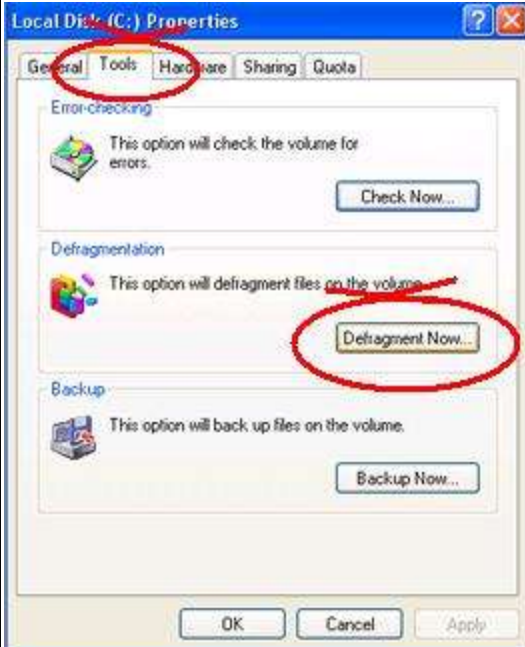 Local Disk (C:) Properties
General Tools Hardware Sharing Quota
Error-checking
This option will check the volume for
errors.
Check Now...
Defragmentation
This option will defragment files on the volume
Defragment Now...
Backup
This option will back up files on the volume.
Backup Now...
OK Cancel Apply